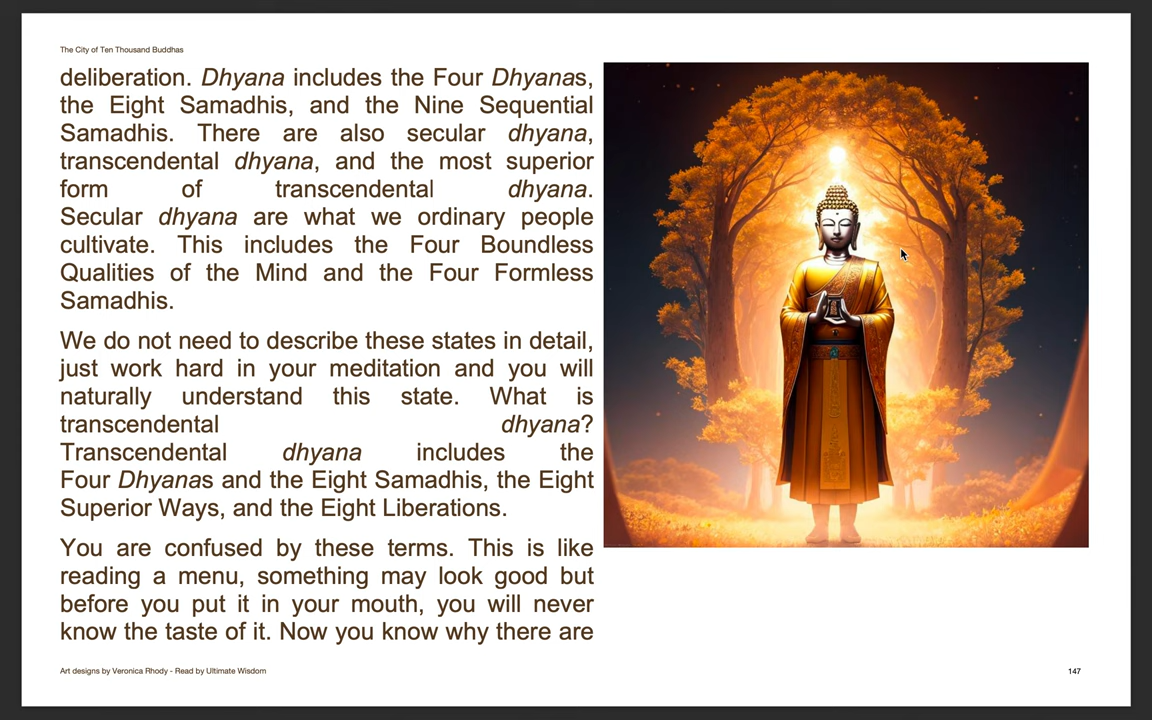 The City of Ten Thousand Buddhas
deliberation. Dhyana includes the Four Dhyanas,
the Eight Samadhis, and the Nine Sequential
Samadhis. There are also secular dhyana,
transcendental dhyana, and the most superior
form of transcendental dhyana.
Secular dhyana are what we ordinary people
cultivate. This includes the Four Boundless
Qualities of the Mind and the Four Formless
Samadhis.
We do not need to describe these states in detail,
just work hard in your meditation and you will
naturally understand this state. What is
transcendental dhyana?
Transcendental dhyana includes the
Four Dhyanas and the Eight Samadhis, the Eight
Superior Ways, and the Eight Liberations.
You are confused by these terms. This is like
reading a menu, something may look good but
before you put it in your mouth, you will never
know the taste of it. Now you know why there are
Art designs by Veronica Rhody - Read by Ultimate Wisdom
147